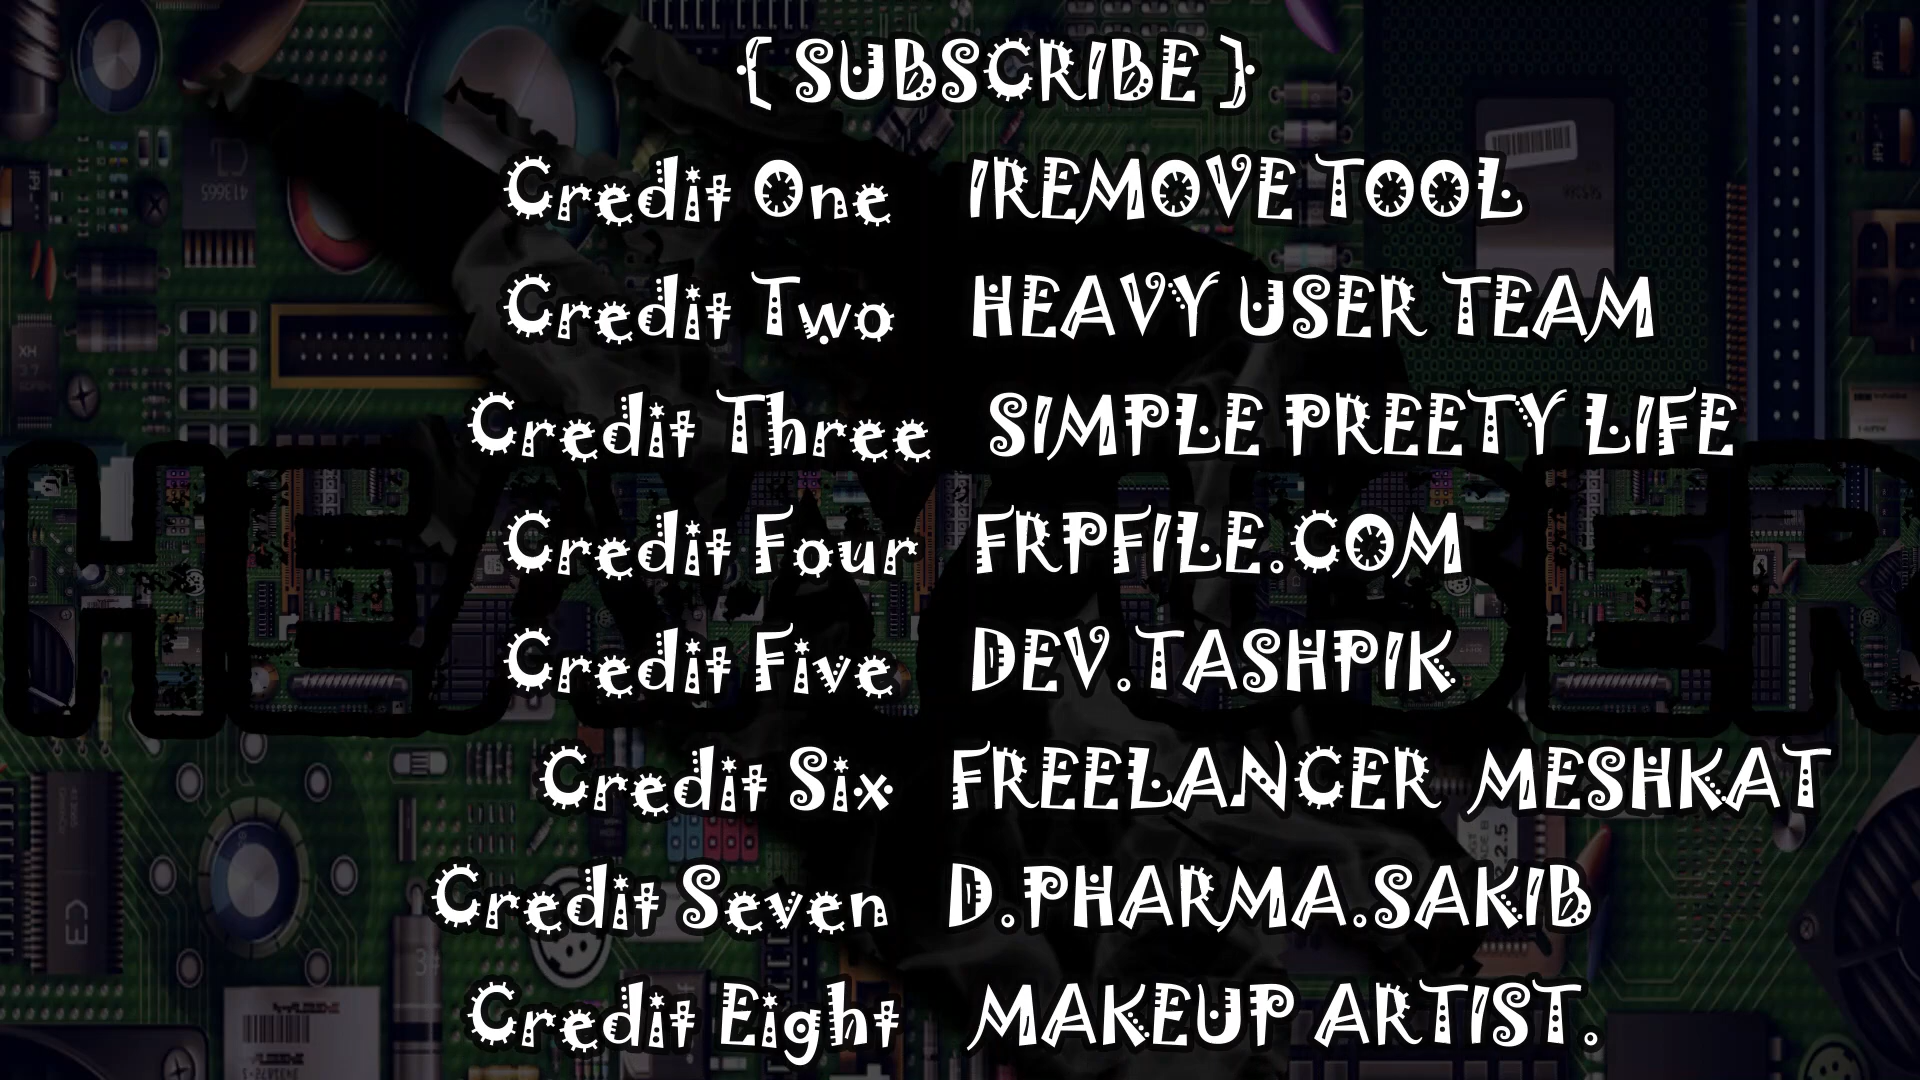 { SUBSCRIBE }
Credit One IREMOVE TOOL
Credit Two HEAVY USER TEAM
Credit Three SIMPLE PREETY LIFE
Credit Four FRPFILE.COM
Credit Five DEV.TASHPIK
Credit Six FREELANCER MESHKAT
Credit Seven D.PHARMA.SAKIB
Credit Eight MAKEUP ARTIST.